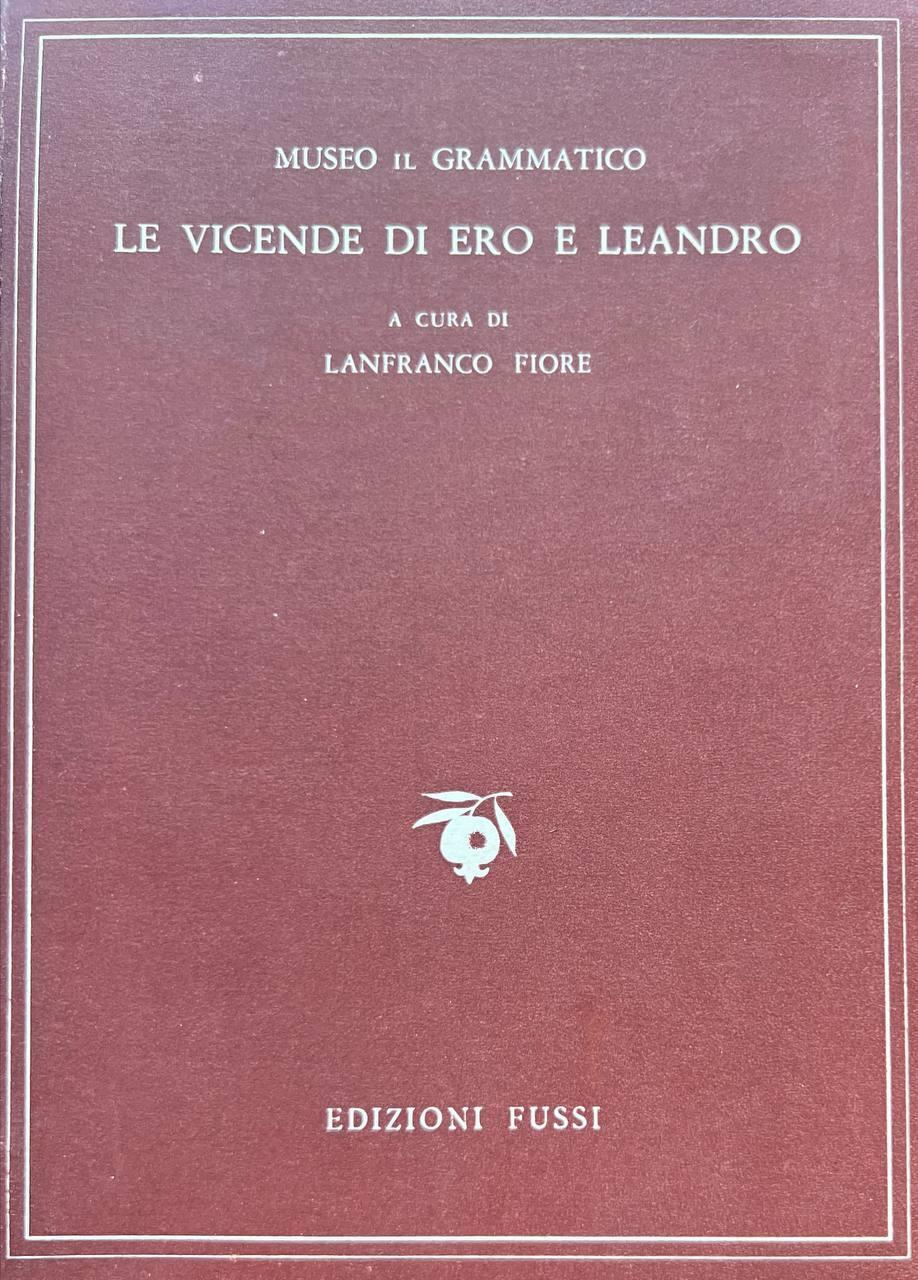 MUSEO IL GRAMMATICO
LE VICENDE DI ERO E LEANDRO
A CURA DI
LANFRANCO FIORE
EDIZIONI FUSSI